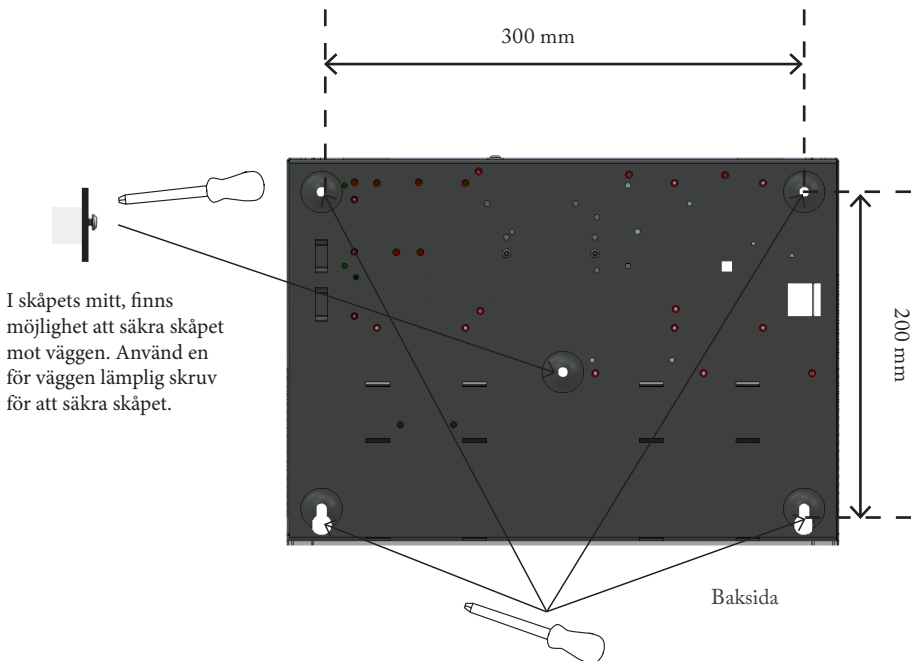 300 mm
200 mm
I skåpets mitt, finns
möjlighet att säkra skåpet
mot väggen. Använd en
för väggen lämplig skruv
för att säkra skåpet.
Baksida